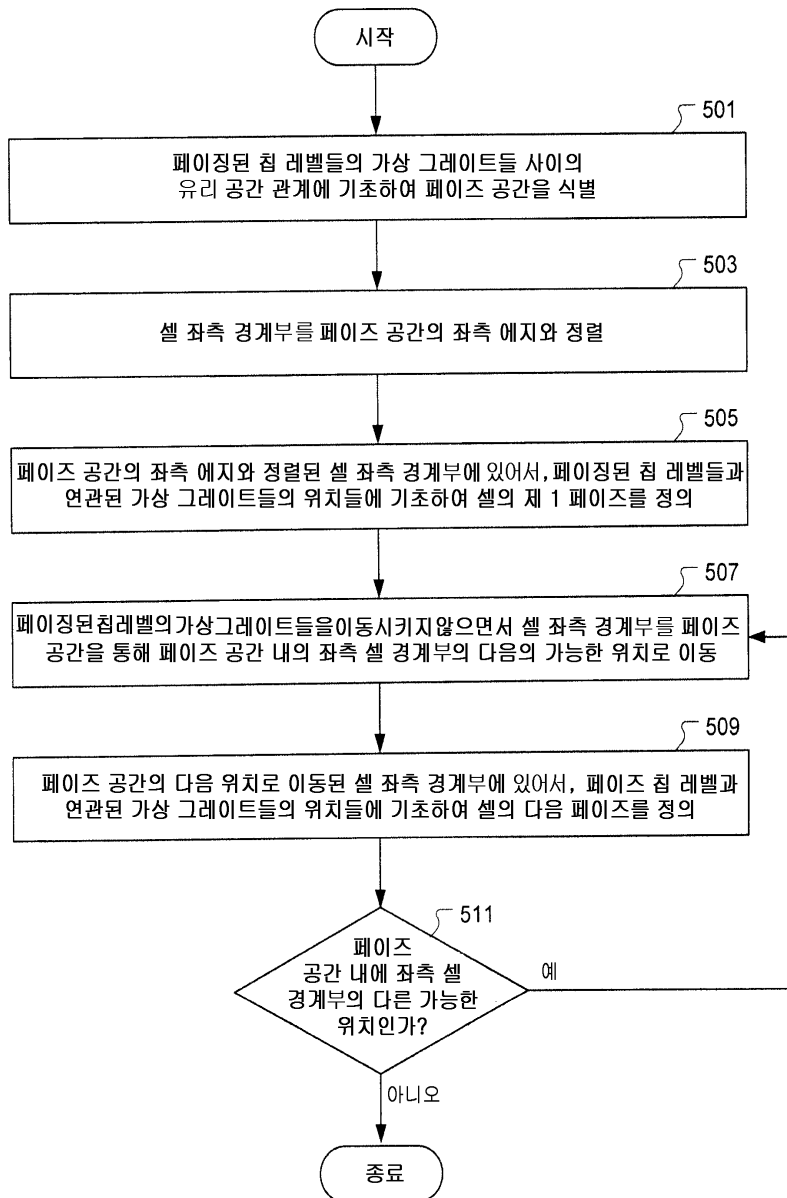 시작
501
페이징된 칩 레벨들의 가상 그레이트들 사이의
유리 공간 관계에 기초하여 페이즈 공간을 식별
503
셀 좌측 경계부를 페이즈 공간의 좌측 에지와 정렬
505
페이즈 공간의 좌측 에지와 정렬된 셀 좌측 경계부에 있어서, 페이징된 칩 레벨들과
연관된 가상 그레이트들의 위치들에 기초하여 셀의 제 1 페이즈를 정의
507
페이징된칩레벨의가상그레이트들을이동시키지않으면서 셀 좌측 경계부를 페이즈
공간을 통해 페이즈 공간 내의 좌측 셀 경계부의 다음의 가능한 위치로 이동
509
페이즈 공간의 다음 위치로 이동된 셀 좌측 경계부에 있어서, 페이즈 칩 레벨과
연관된 가상 그레이트들의 위치들에 기초하여 셀의 다음 페이즈를 정의
511
페이즈
공간 내에 좌측 셀
경계부의 다른 가능한
위치인가?
예
아니오
종료